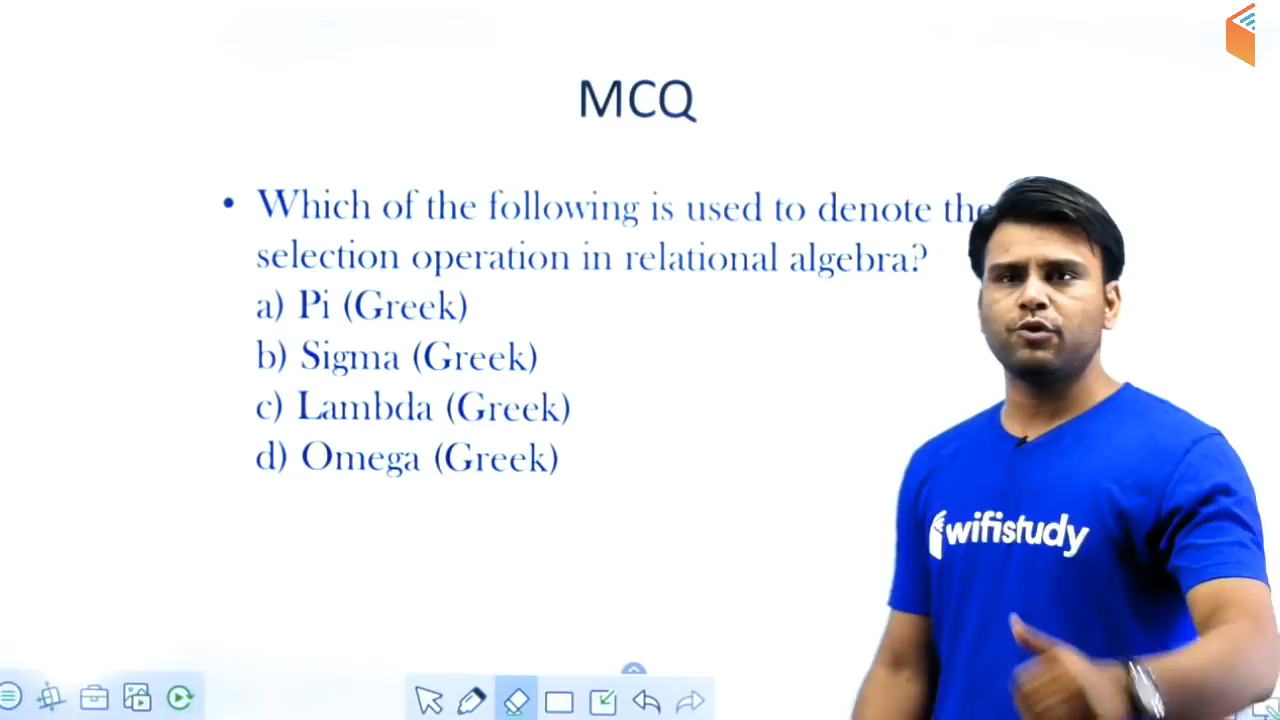 MCQ
• Which of the following is used to denote the
selection operation in relational algebra?
a) Pi (Greek)
b) Sigma (Greek)
c) Lambda (Greek)
d) Omega (Greek)
wifistudy